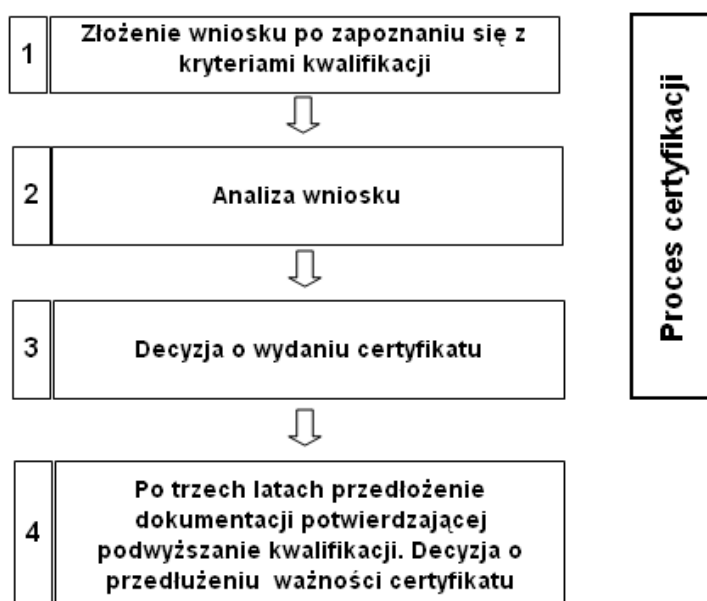 1
Złożenie wniosku po zapoznaniu się z
kryteriami kwalifikacji
2
Analiza wniosku
3
Decyzja o wydaniu certyfikatu
4
Po trzech latach przedłożenie
dokumentacji potwierdzającej
podwyższanie kwalifikacji. Decyzja o
przedłużeniu ważności certyfikatu
Proces certyfikacji